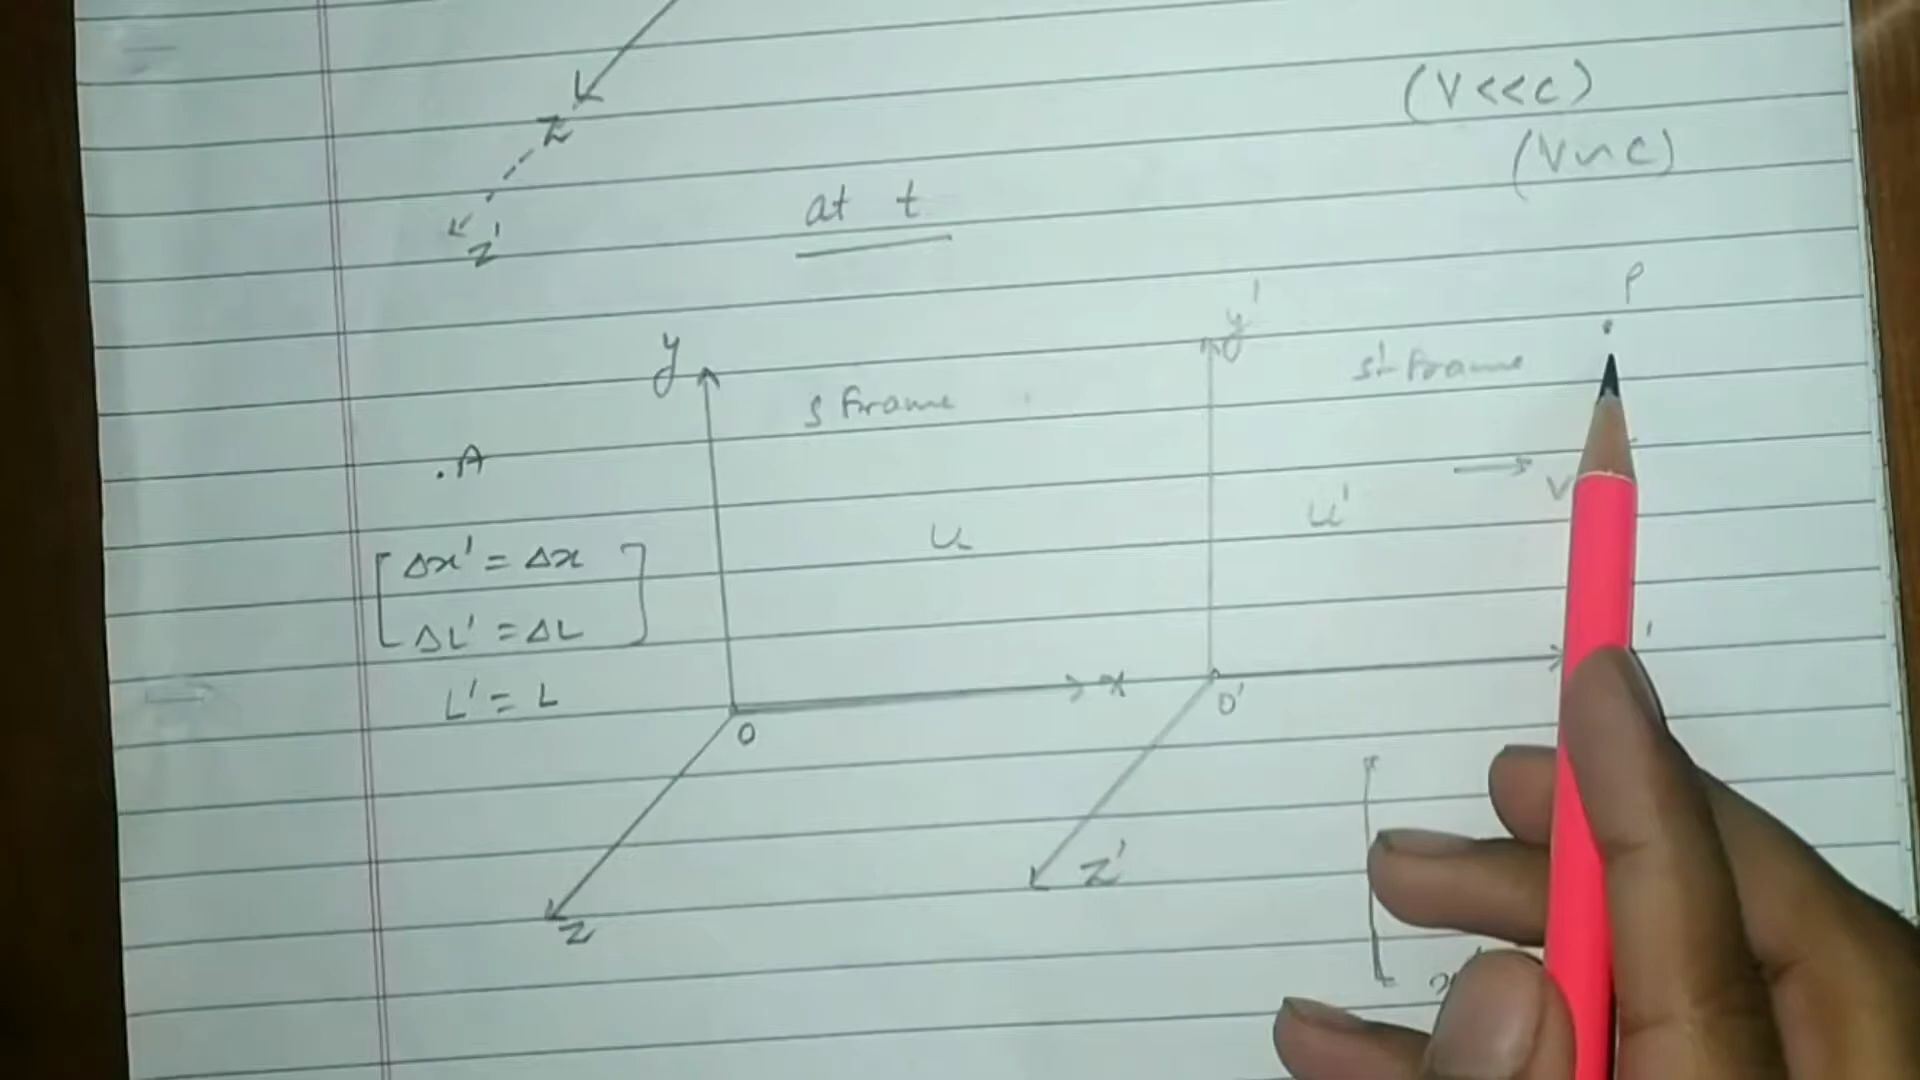 (V<<c)
(V~c)
z
z'
at t
P
y
y'
S Frame
S' Frame
.A
V
u
u'
[Δx' = Δx
ΔL' = ΔL]
L' = L
x
O
O'
z'
z